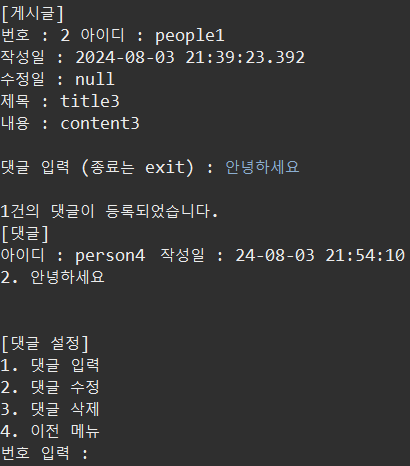 [게시글]
번호 : 2 아이디 : people1
작성일 : 2024-08-03 21:39:23.392
수정일 : null
제목 : title3
내용 : content3
댓글 입력 (종료는 exit) : 안녕하세요
1건의 댓글이 등록되었습니다.
[댓글]
아이디 : person4 작성일 : 24-08-03 21:54:10
2. 안녕하세요
[댓글 설정]
1. 댓글 입력
2. 댓글 수정
3. 댓글 삭제
4. 이전 메뉴
번호 입력 :